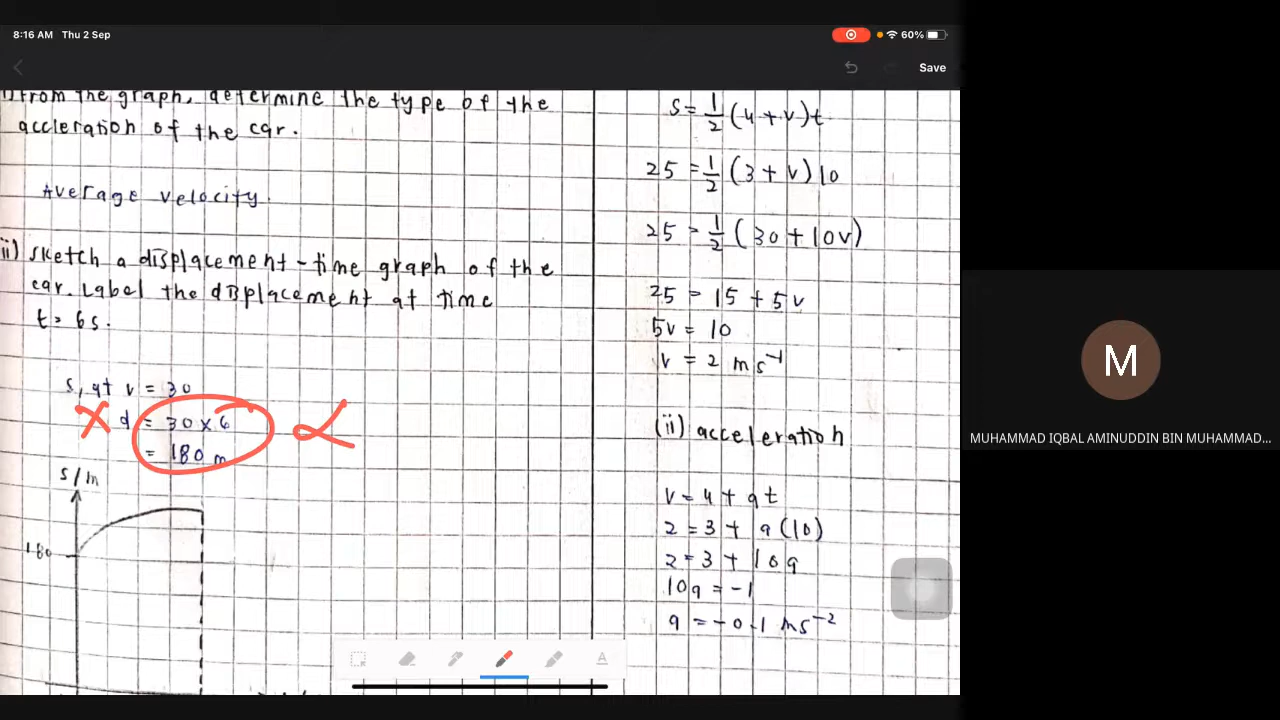 8:16 AM Thu 2 Sep
60%
Save
i) from the graph, determine the type of the
accleration of the car.
Average velocity.
ii) sketch a displacement-time graph of the
car. Label the displacement at time
t = 6s.
s, at v = 30
d = 30 x 6
= 180 m
s/m
180
s = 1/2 (u + v) t
25 = 1/2 (3 + v) 10
25 = 1/2 (30 + 10v)
25 = 15 + 5v
5v = 10
v = 2 ms⁻¹
(ii) acceleration
v = u + at
2 = 3 + a(10)
2 = 3 + 10a
10a = -1
a = -0.1 ms⁻²
A
M
MUHAMMAD IQBAL AMINUDDIN BIN MUHAMMAD...